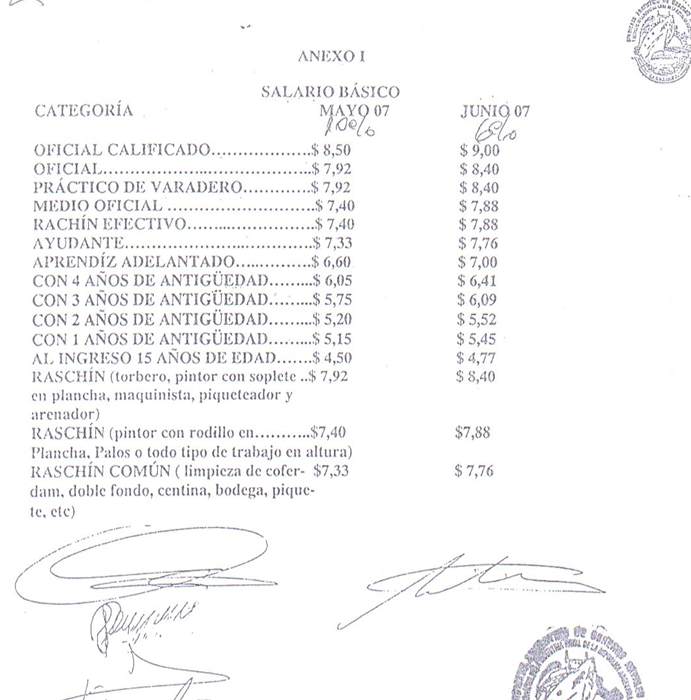 ANEXO I
SALARIO BÁSICO
CATEGORÍA MAYO 07 JUNIO 07
10% 6%
OFICIAL CALIFICADO...................$ 8,50 $ 9,00
OFICIAL.......................................$ 7,92 $ 8,40
PRÁCTICO DE VARADERO.............$ 7,92 $ 8,40
MEDIO OFICIAL ............................$ 7,40 $ 7,88
RACHÍN EFECTIVO........................$ 7,40 $ 7,88
AYUDANTE...................................$ 7,33 $ 7,76
APRENDÍZ ADELANTADO..............$ 6,60 $ 7,00
CON 4 AÑOS DE ANTIGÜEDAD........$ 6,05 $ 6,41
CON 3 AÑOS DE ANTIGÜEDAD........$ 5,75 $ 6,09
CON 2 AÑOS DE ANTIGÜEDAD........$ 5,20 $ 5,52
CON 1 AÑOS DE ANTIGÜEDAD........$ 5,15 $ 5,45
AL INGRESO 15 AÑOS DE EDAD.......$ 4,50 $ 4,77
RASCHÍN (torbero, pintor con soplete ..$ 7,92 $ 8,40
en plancha, maquinista, piqueteador y
arenador)
RASCHÍN (pintor con rodillo en...........$7,40 $7,88
Plancha, Palos o todo tipo de trabajo en altura)
RASCHÍN COMÚN ( limpieza de cofer- $7,33 $ 7,76
dam, doble fondo, centina, bodega, pique-
te, etc)